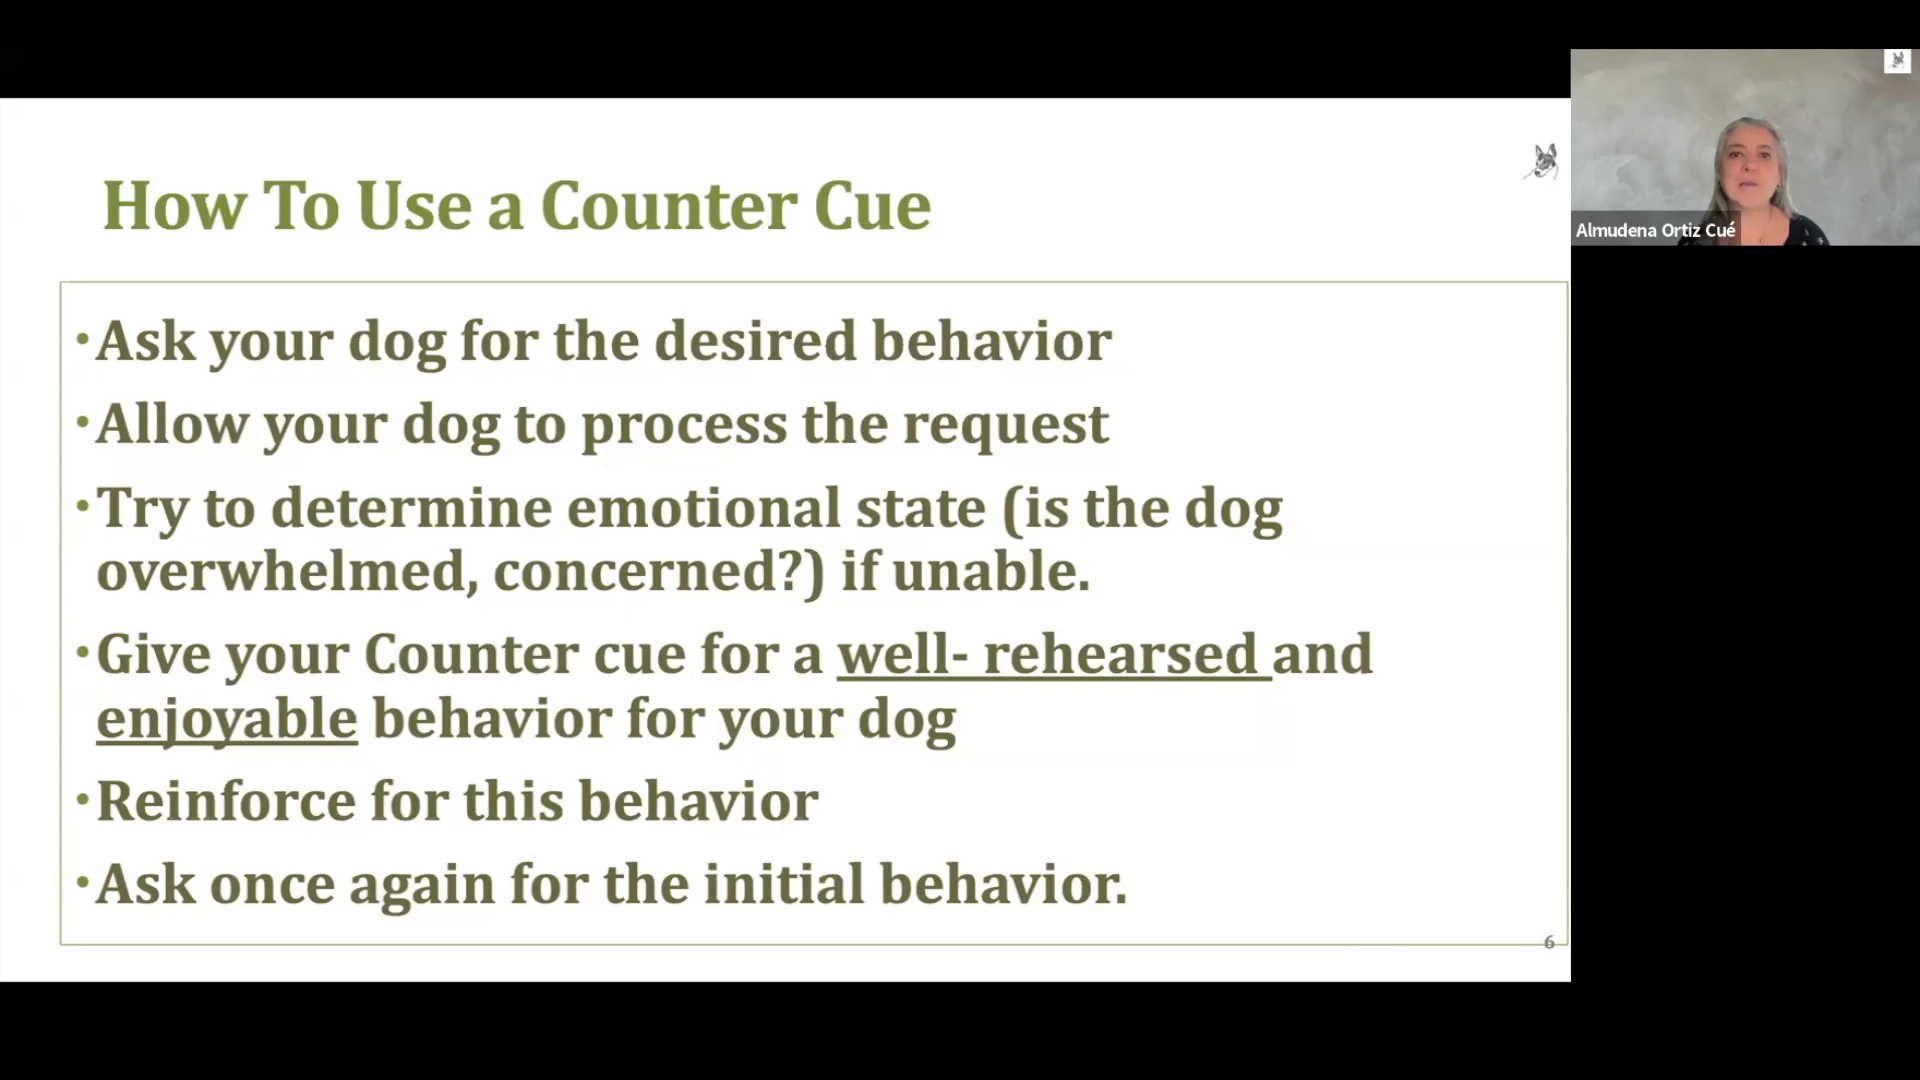 How To Use a Counter Cue
•Ask your dog for the desired behavior
•Allow your dog to process the request
•Try to determine emotional state (is the dog
overwhelmed, concerned?) if unable.
•Give your Counter cue for a well- rehearsed and
enjoyable behavior for your dog
•Reinforce for this behavior
•Ask once again for the initial behavior.
6
Almudena Ortiz Cué